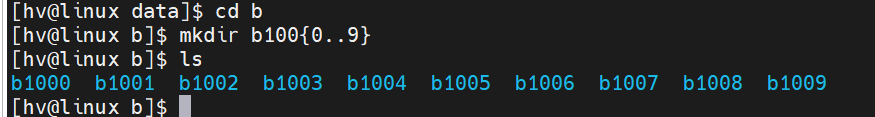 [hv@linux data]$ cd b
[hv@linux b]$ mkdir b100{0..9}
[hv@linux b]$ ls
b1000  b1001  b1002  b1003  b1004  b1005  b1006  b1007  b1008  b1009
[hv@linux b]$